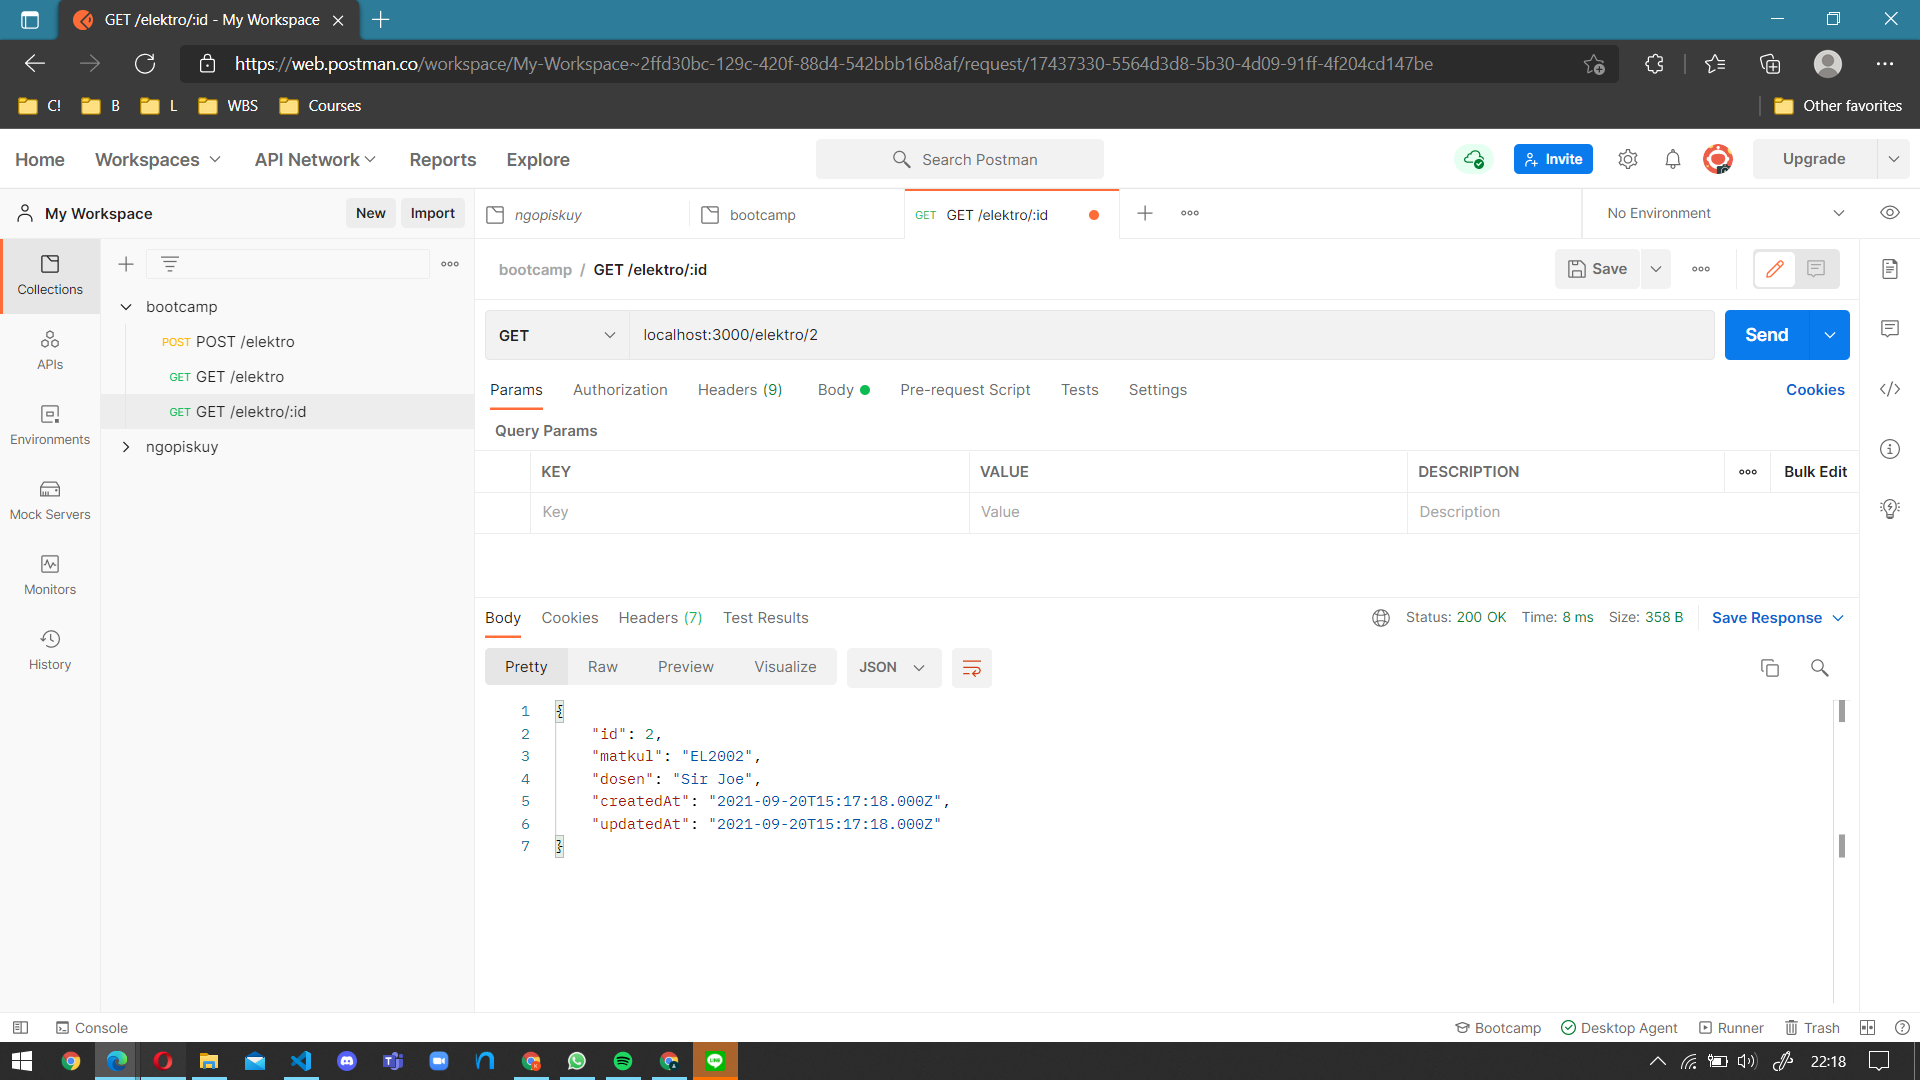 GET /elektro/:id - My Workspace
https://web.postman.co/workspace/My-Workspace~2ffd30bc-129c-420f-88d4-542bbb16b8af/request/17437330-5564d3d8-5b30-4d09-91ff-4f204cd147be
C! B L WBS Courses Other favorites
Home Workspaces API Network Reports Explore Search Postman Invite Upgrade
My Workspace New Import ngopiskuy bootcamp GET GET /elektro/:id No Environment
Collections
APIs
Environments
Mock Servers
Monitors
History
bootcamp
POST POST /elektro
GET GET /elektro
GET GET /elektro/:id
ngopiskuy
bootcamp / GET /elektro/:id Save
GET localhost:3000/elektro/2 Send
Params Authorization Headers (9) Body Pre-request Script Tests Settings Cookies
Query Params
KEY VALUE DESCRIPTION Bulk Edit
Key Value Description
Body Cookies Headers (7) Test Results Status: 200 OK Time: 8 ms Size: 358 B Save Response
Pretty Raw Preview Visualize JSON
1 {
2 "id": 2,
3 "matkul": "EL2002",
4 "dosen": "Sir Joe",
5 "createdAt": "2021-09-20T15:17:18.000Z",
6 "updatedAt": "2021-09-20T15:17:18.000Z"
7 }
Console Bootcamp Desktop Agent Runner Trash
22:18